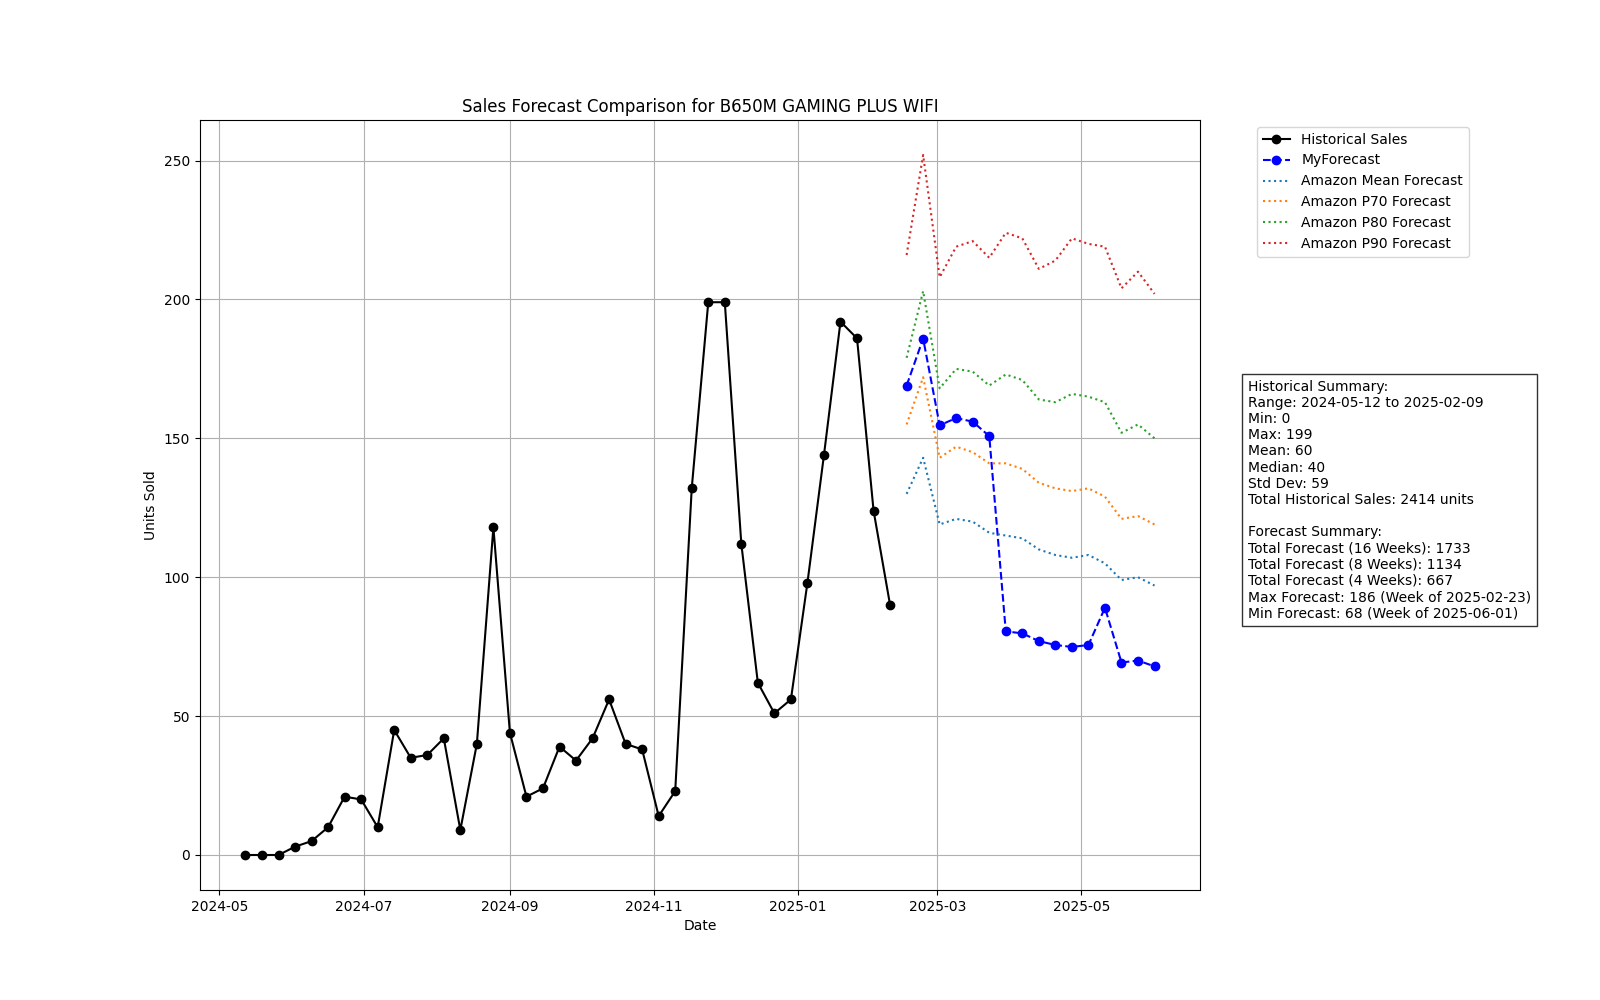 Sales Forecast Comparison for B650M GAMING PLUS WIFI
Historical Sales
MyForecast
Amazon Mean Forecast
Amazon P70 Forecast
Amazon P80 Forecast
Amazon P90 Forecast
250
200
150
100
50
0
Units Sold
2024-05 2024-07 2024-09 2024-11 2025-01 2025-03 2025-05
Date
Historical Summary:
Range: 2024-05-12 to 2025-02-09
Min: 0
Max: 199
Mean: 60
Median: 40
Std Dev: 59
Total Historical Sales: 2414 units
Forecast Summary:
Total Forecast (16 Weeks): 1733
Total Forecast (8 Weeks): 1134
Total Forecast (4 Weeks): 667
Max Forecast: 186 (Week of 2025-02-23)
Min Forecast: 68 (Week of 2025-06-01)